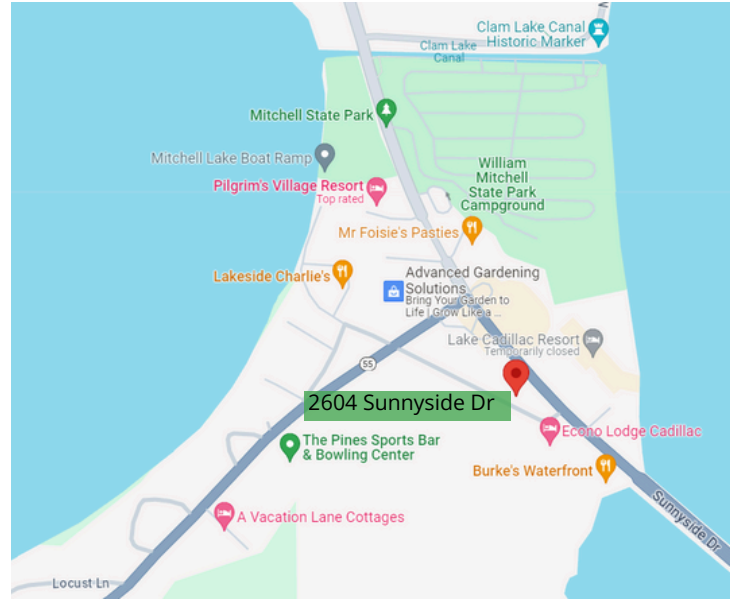 Clam Lake Canal
Historic Marker
Clam Lake
Canal
Mitchell State Park
Mitchell Lake Boat Ramp
William
Mitchell
State Park
Campground
Pilgrim's Village Resort
Top rated
Mr Foisie's Pasties
Lakeside Charlie's
Advanced Gardening
Solutions
Bring Your Garden to
Life | Grow Like a ...
Lake Cadillac Resort
Temporarily closed
55
2604 Sunnyside Dr
Econo Lodge Cadillac
The Pines Sports Bar
& Bowling Center
Burke's Waterfront
Sunnyside Dr
A Vacation Lane Cottages
Locust Ln